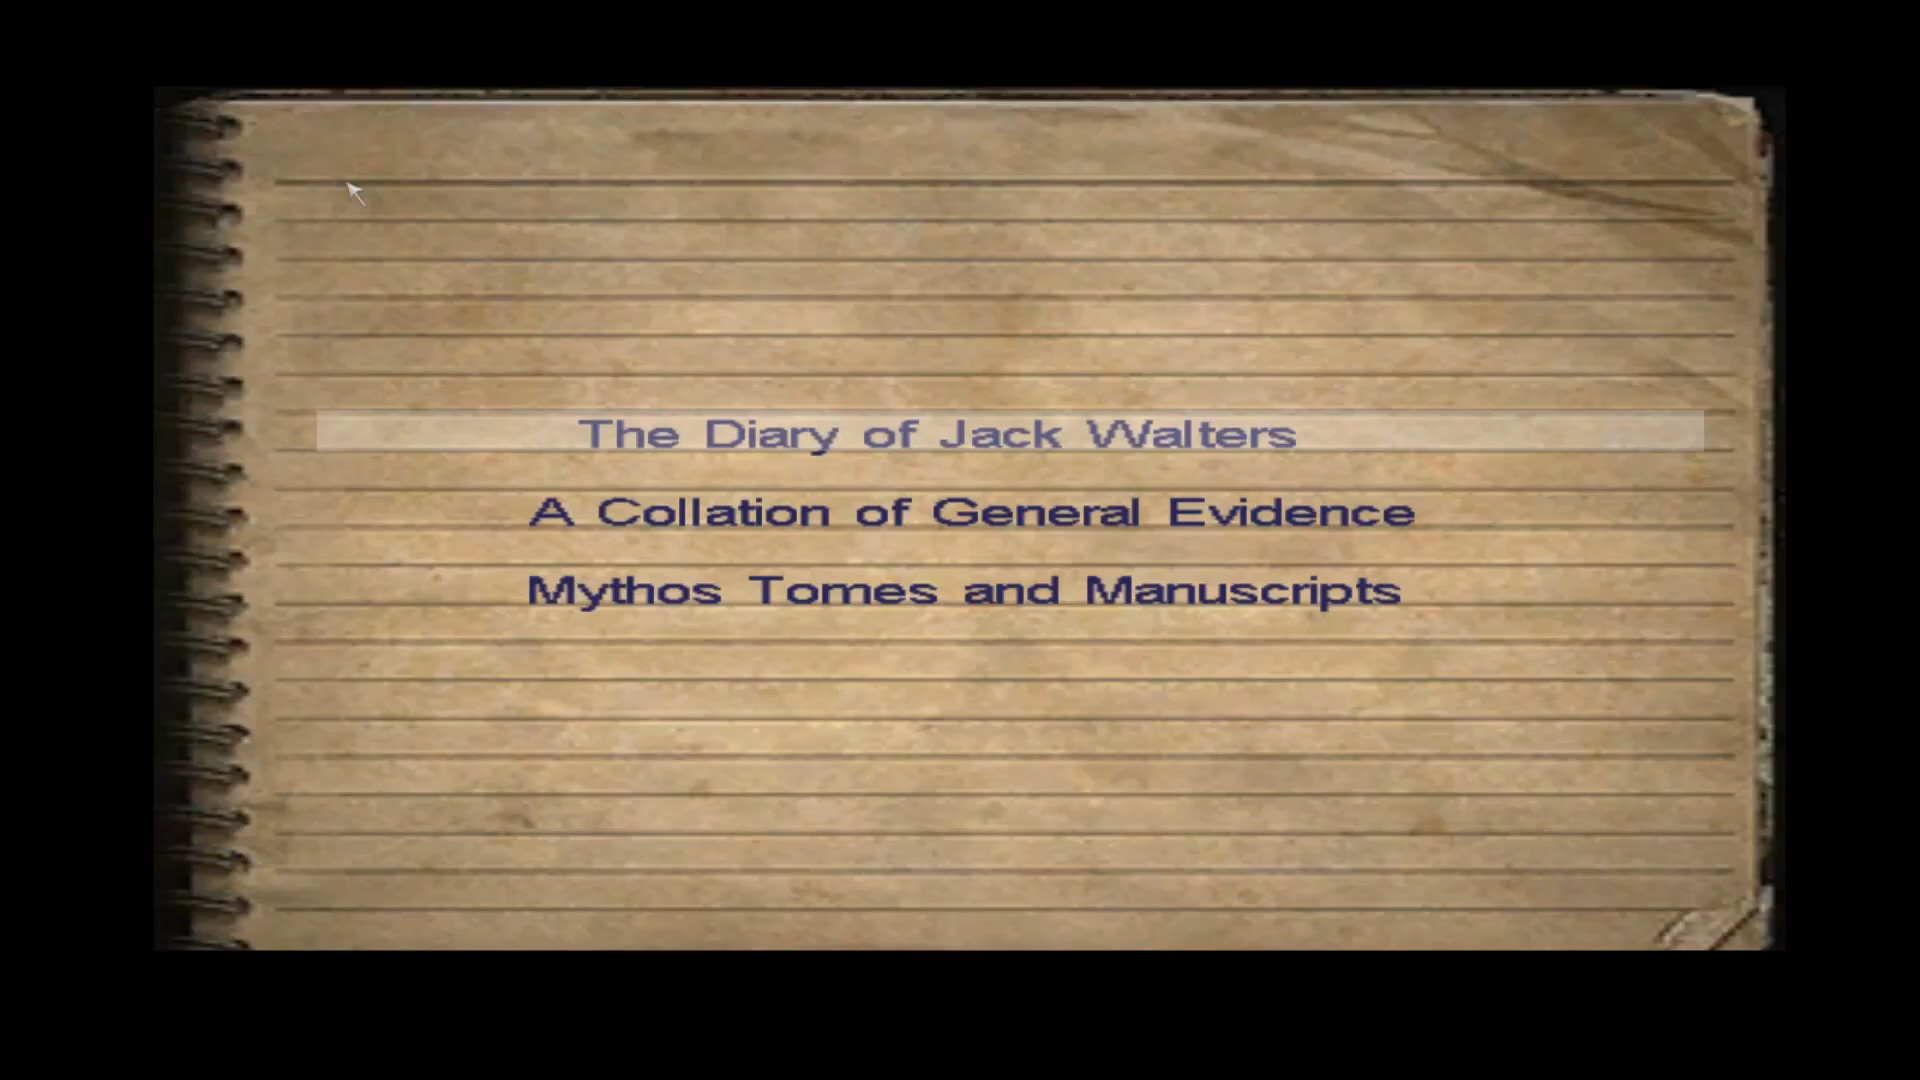 The Diary of Jack Walters
A Collation of General Evidence
Mythos Tomes and Manuscripts